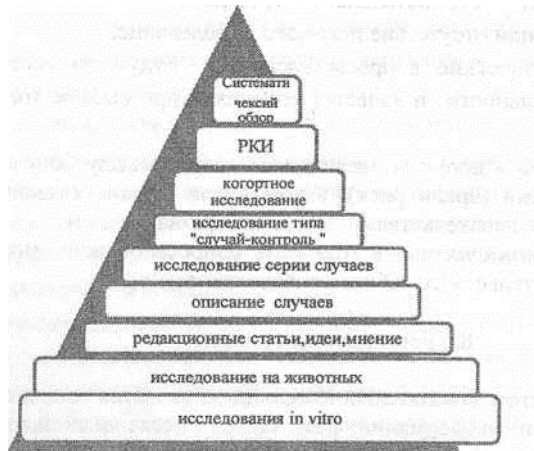 Системати
ческий
обзор
РКИ
когортное
исследование
исследование типа
"случай-контроль"
исследование серии случаев
описание случаев
редакционные статьи,идеи,мнение
исследование на животных
исследования in vitro